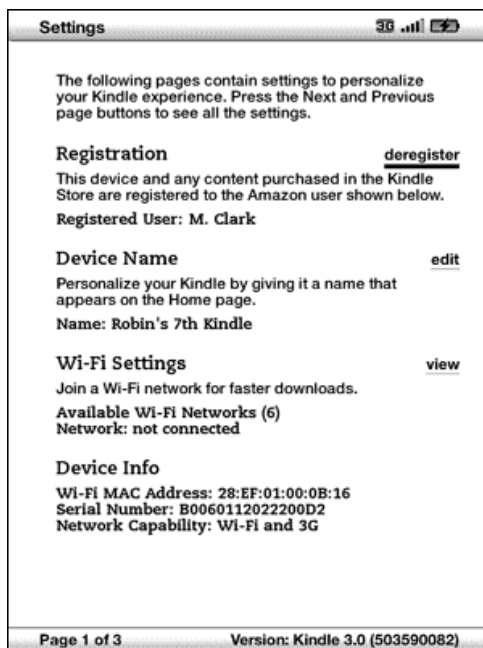 Settings 3G
The following pages contain settings to personalize
your Kindle experience. Press the Next and Previous
page buttons to see all the settings.
Registration deregister
This device and any content purchased in the Kindle
Store are registered to the Amazon user shown below.
Registered User: M. Clark
Device Name edit
Personalize your Kindle by giving it a name that
appears on the Home page.
Name: Robin's 7th Kindle
Wi-Fi Settings view
Join a Wi-Fi network for faster downloads.
Available Wi-Fi Networks (6)
Network: not connected
Device Info
Wi-Fi MAC Address: 28:EF:01:00:0B:16
Serial Number: B0060112022200D2
Network Capability: Wi-Fi and 3G
Page 1 of 3 Version: Kindle 3.0 (503590082)